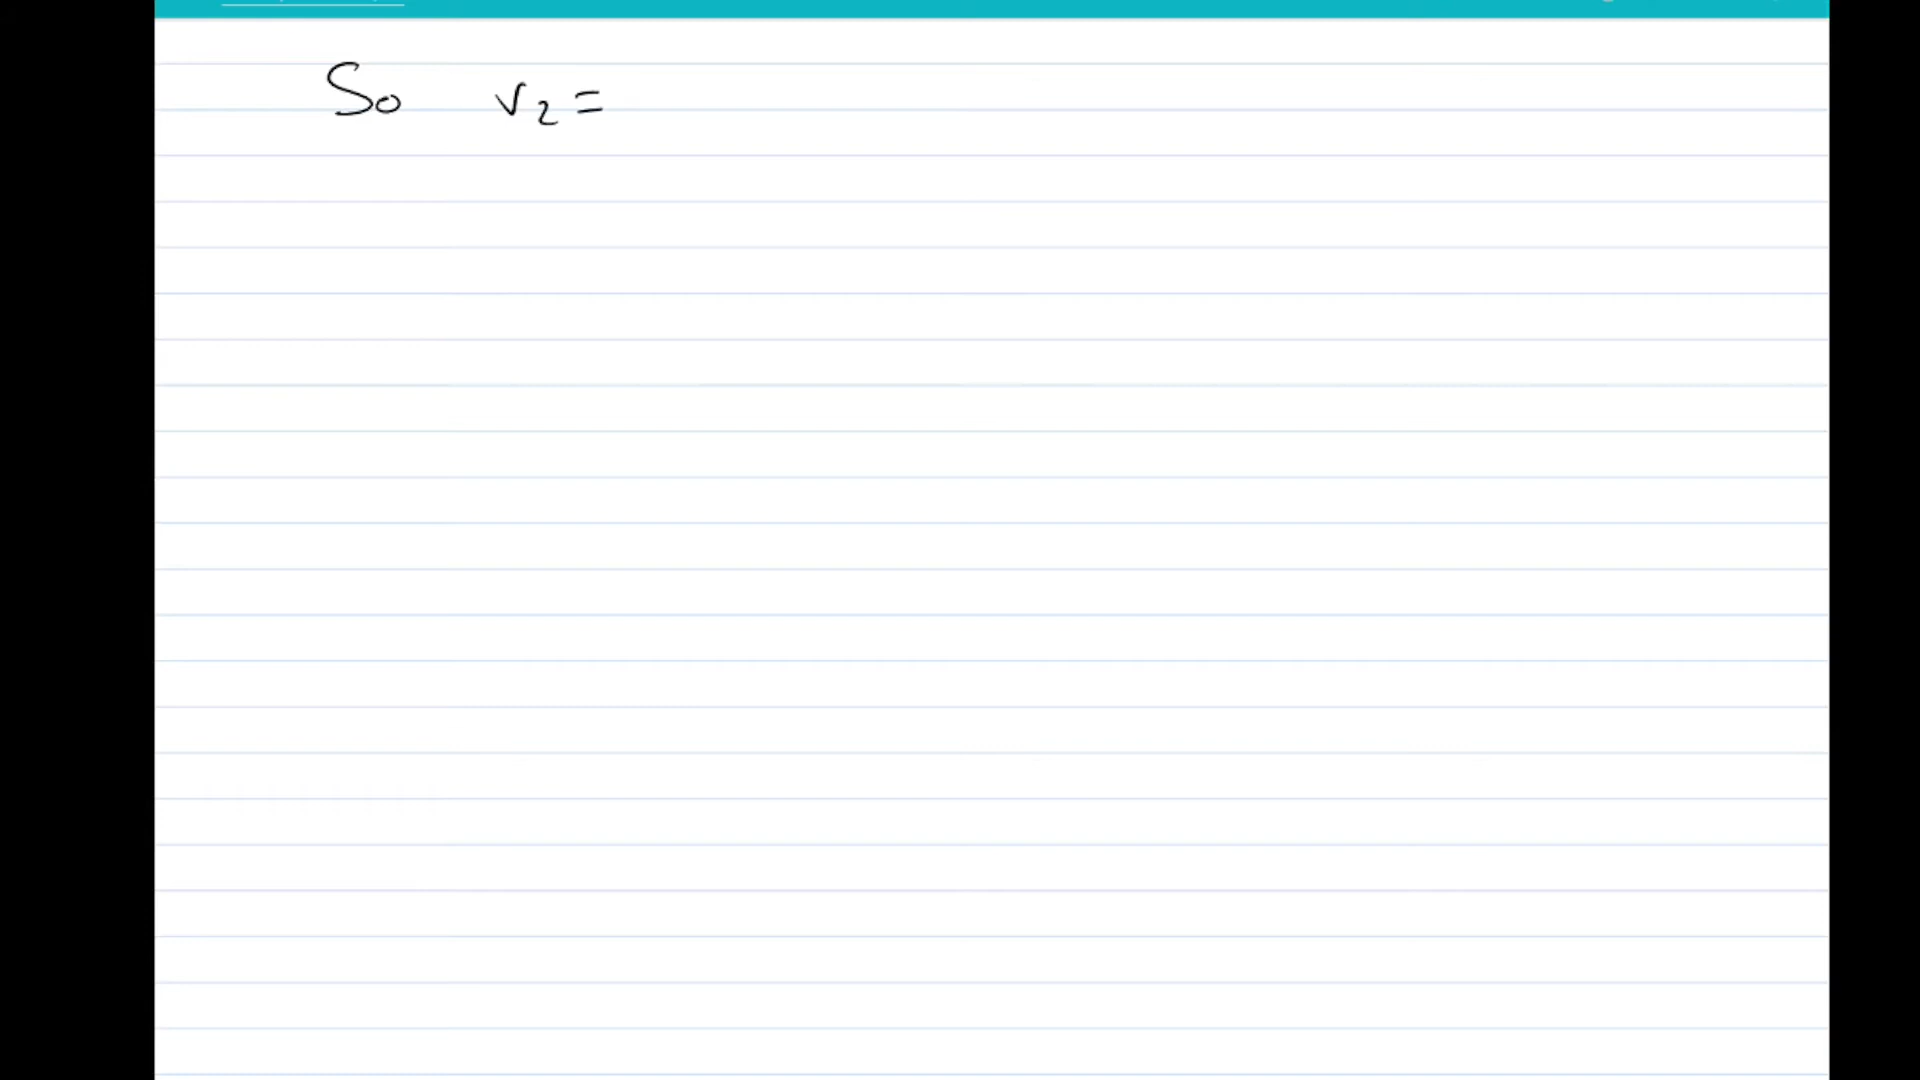 So v₂ =